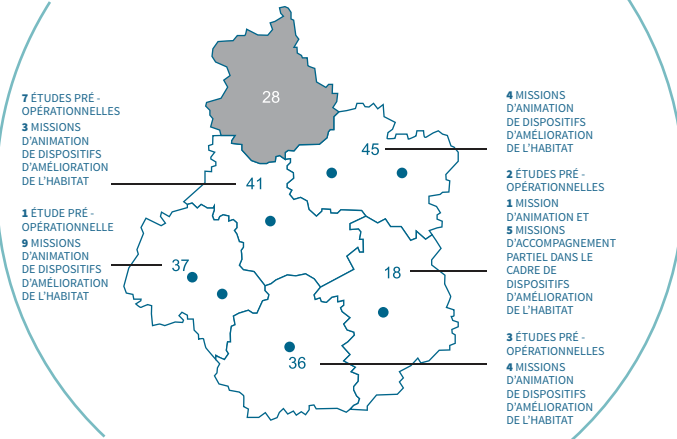 7 ÉTUDES PRÉ -
OPÉRATIONNELLES
3 MISSIONS
D'ANIMATION
DE DISPOSITIFS
D'AMÉLIORATION
DE L'HABITAT
1 ÉTUDE PRÉ -
OPÉRATIONNELLE
9 MISSIONS
D'ANIMATION
DE DISPOSITIFS
D'AMÉLIORATION
DE L'HABITAT
28
45
41
37
18
36
4 MISSIONS
D'ANIMATION
DE DISPOSITIFS
D'AMÉLIORATION
DE L'HABITAT
2 ÉTUDES PRÉ -
OPÉRATIONNELLES
1 MISSION
D'ANIMATION ET
5 MISSIONS
D'ACCOMPAGNEMENT
PARTIEL DANS LE
CADRE DE
DISPOSITIFS
D'AMÉLIORATION
DE L'HABITAT
3 ÉTUDES PRÉ -
OPÉRATIONNELLES
4 MISSIONS
D'ANIMATION
DE DISPOSITIFS
D'AMÉLIORATION
DE L'HABITAT